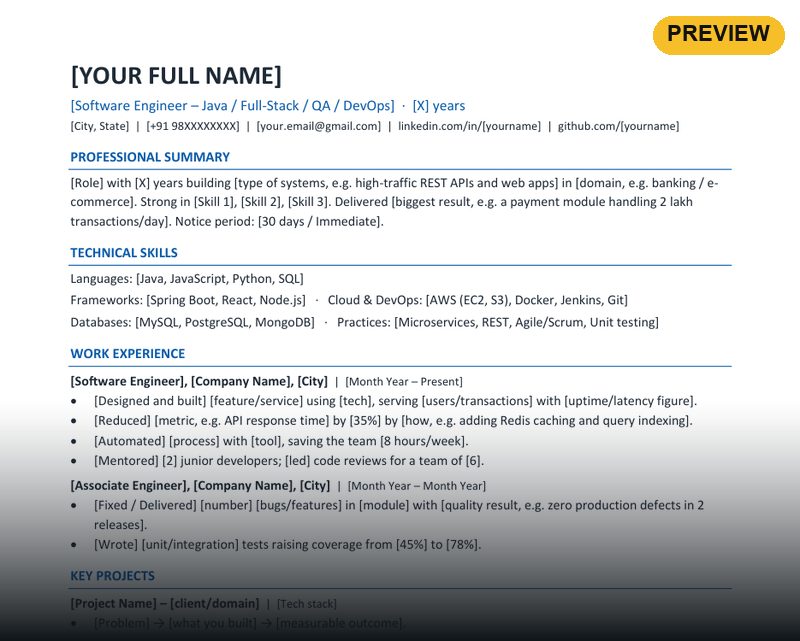 PREVIEW
[YOUR FULL NAME]
[Software Engineer – Java / Full-Stack / QA / DevOps]  ·  [X] years
[City, State]  |  [+91 98XXXXXXXX]  |  [your.email@gmail.com]  |  linkedin.com/in/[yourname]  |  github.com/[yourname]
PROFESSIONAL SUMMARY
[Role] with [X] years building [type of systems, e.g. high-traffic REST APIs and web apps] in [domain, e.g. banking / e-
commerce]. Strong in [Skill 1], [Skill 2], [Skill 3]. Delivered [biggest result, e.g. a payment module handling 2 lakh
transactions/day]. Notice period: [30 days / Immediate].
TECHNICAL SKILLS
Languages: [Java, JavaScript, Python, SQL]
Frameworks: [Spring Boot, React, Node.js]  ·  Cloud & DevOps: [AWS (EC2, S3), Docker, Jenkins, Git]
Databases: [MySQL, PostgreSQL, MongoDB]  ·  Practices: [Microservices, REST, Agile/Scrum, Unit testing]
WORK EXPERIENCE
[Software Engineer], [Company Name], [City]  |  [Month Year – Present]
• [Designed and built] [feature/service] using [tech], serving [users/transactions] with [uptime/latency figure].
• [Reduced] [metric, e.g. API response time] by [35%] by [how, e.g. adding Redis caching and query indexing].
• [Automated] [process] with [tool], saving the team [8 hours/week].
• [Mentored] [2] junior developers; [led] code reviews for a team of [6].
[Associate Engineer], [Company Name], [City]  |  [Month Year – Month Year]
• [Fixed / Delivered] [number] [bugs/features] in [module] with [quality result, e.g. zero production defects in 2
releases].
• [Wrote] [unit/integration] tests raising coverage from [45%] to [78%].
KEY PROJECTS
[Project Name] – [client/domain]  |  [Tech stack]
• [Problem] → [what you built] → [measurable outcome].